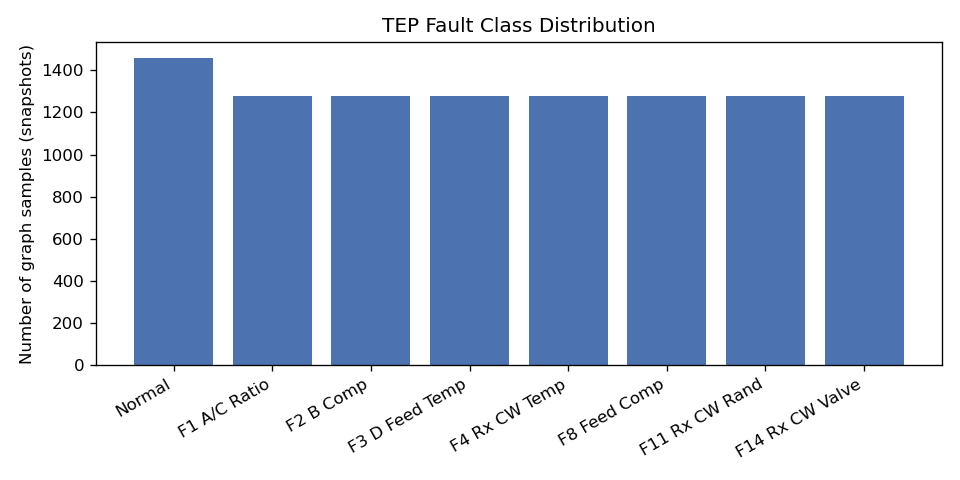 TEP Fault Class Distribution
Number of graph samples (snapshots)
1400
1200
1000
800
600
400
200
0
Normal
F1 A/C Ratio
F2 B Comp
F3 D Feed Temp
F4 Rx CW Temp
F8 Feed Comp
F11 Rx CW Rand
F14 Rx CW Valve